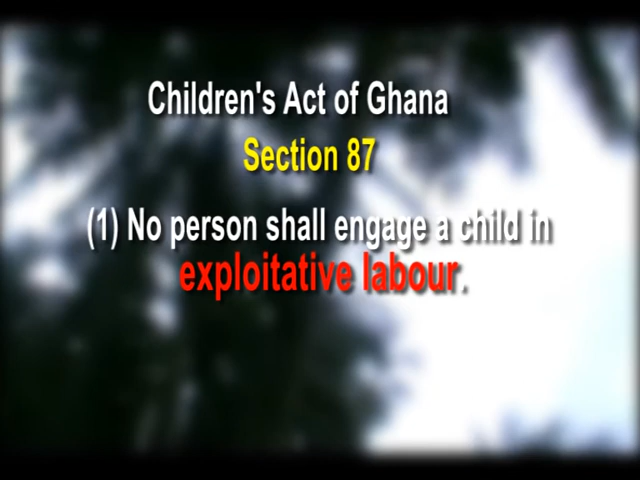 Children's Act of Ghana
Section 87
(1) No person shall engage a child in
exploitative labour.